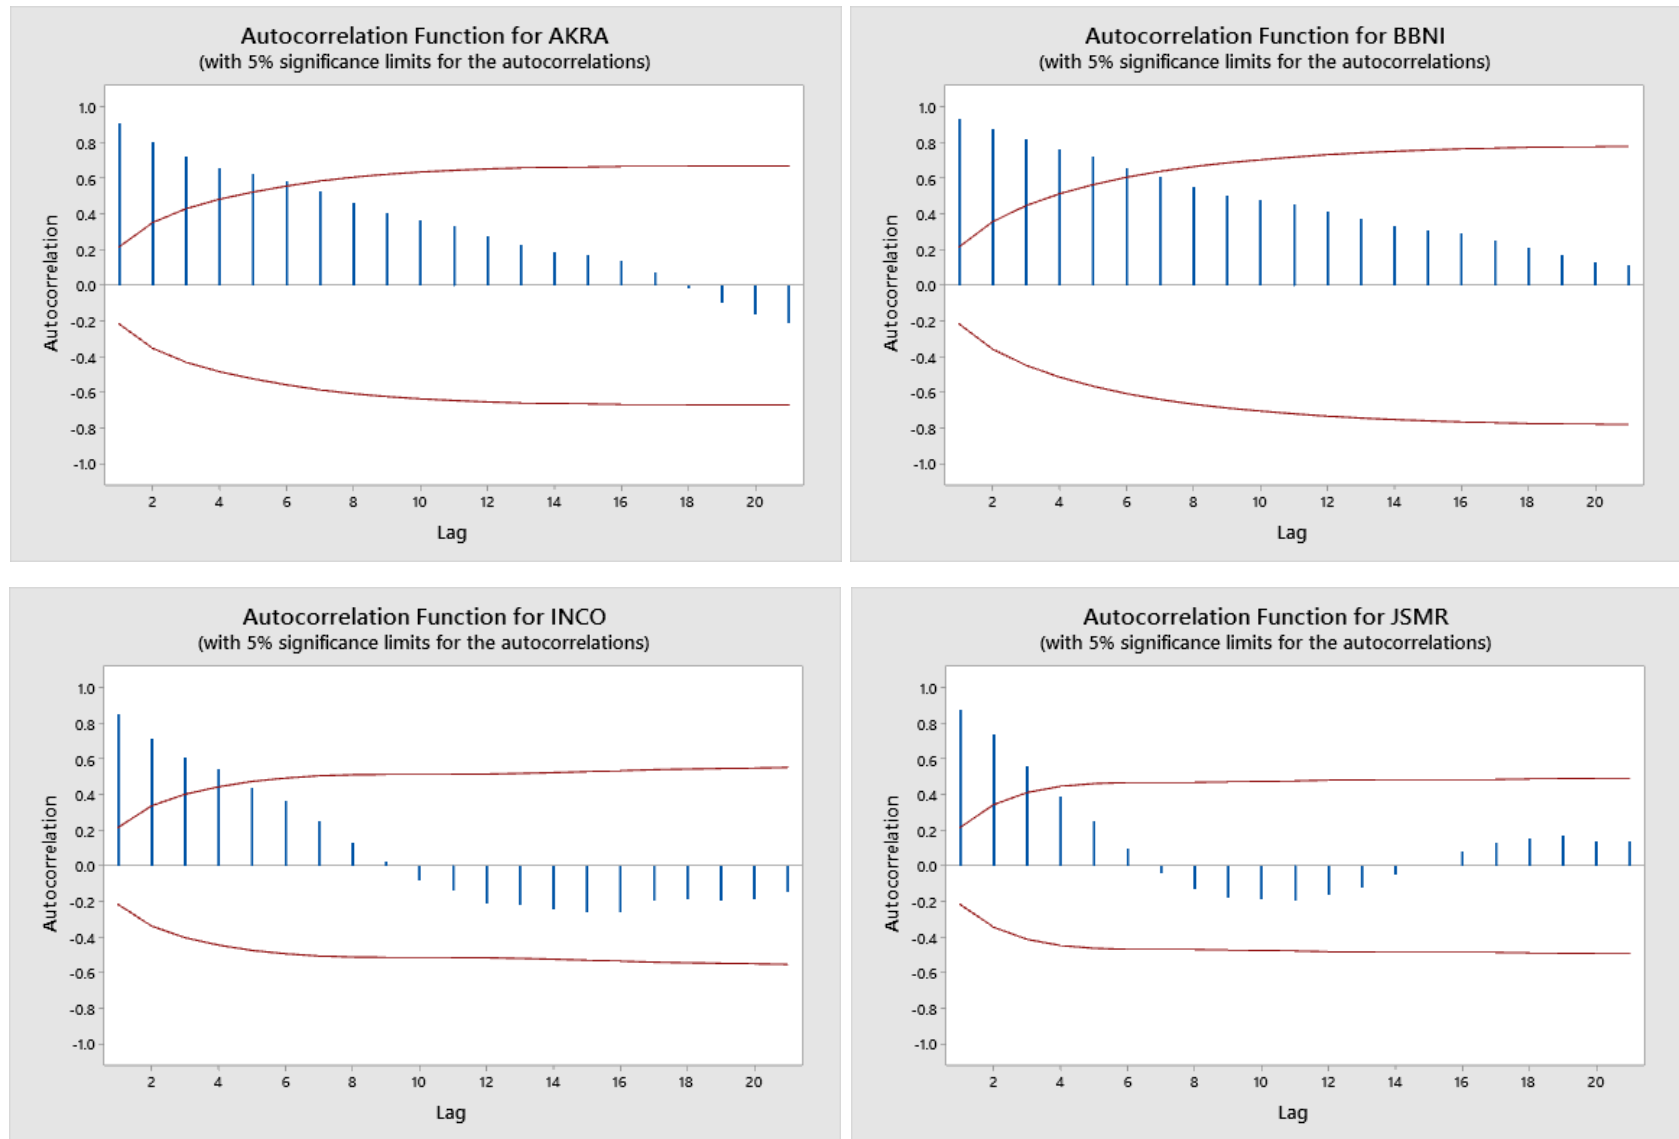 Autocorrelation Function for AKRA
(with 5% significance limits for the autocorrelations)
1.0
0.8
0.6
0.4
0.2
0.0
-0.2
-0.4
-0.6
-0.8
-1.0
Autocorrelation
2 4 6 8 10 12 14 16 18 20
Lag
Autocorrelation Function for BBNI
(with 5% significance limits for the autocorrelations)
1.0
0.8
0.6
0.4
0.2
0.0
-0.2
-0.4
-0.6
-0.8
-1.0
Autocorrelation
2 4 6 8 10 12 14 16 18 20
Lag
Autocorrelation Function for INCO
(with 5% significance limits for the autocorrelations)
1.0
0.8
0.6
0.4
0.2
0.0
-0.2
-0.4
-0.6
-0.8
-1.0
Autocorrelation
2 4 6 8 10 12 14 16 18 20
Lag
Autocorrelation Function for JSMR
(with 5% significance limits for the autocorrelations)
1.0
0.8
0.6
0.4
0.2
0.0
-0.2
-0.4
-0.6
-0.8
-1.0
Autocorrelation
2 4 6 8 10 12 14 16 18 20
Lag